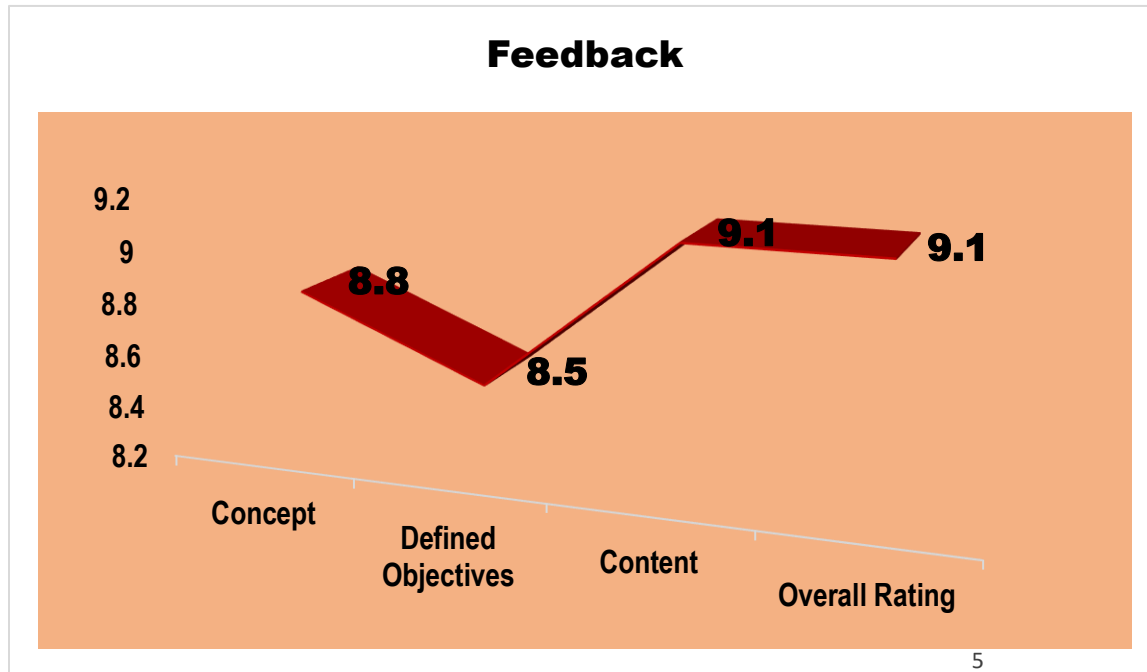 Feedback
9.2
9
8.8
8.6
8.4
8.2
8.8
8.5
9.1
9.1
Concept
Defined
Objectives
Content
Overall Rating
5